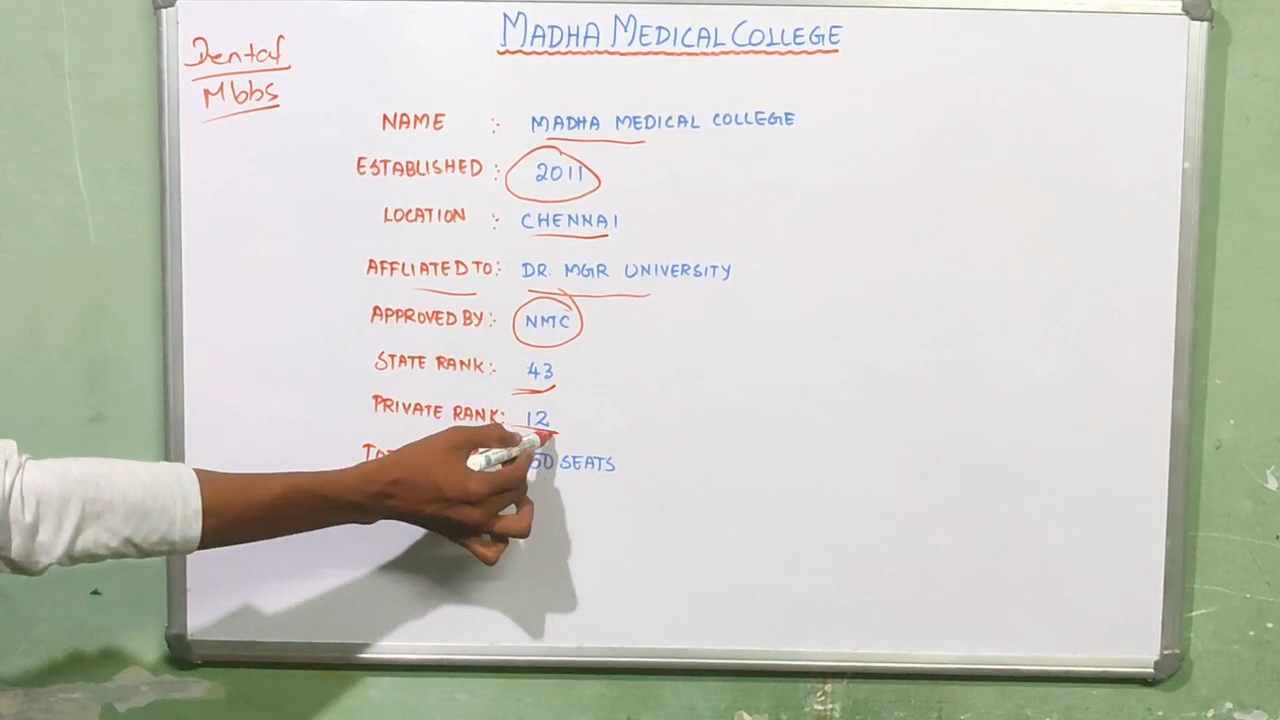 MADHA MEDICAL COLLEGE
Dental
Mbbs
NAME : MADHA MEDICAL COLLEGE
ESTABLISHED : 2011
LOCATION : CHENNAI
AFFLIATED TO : DR. MGR UNIVERSITY
APPROVED BY : NMC
STATE RANK : 43
PRIVATE RANK : 12
SEATS